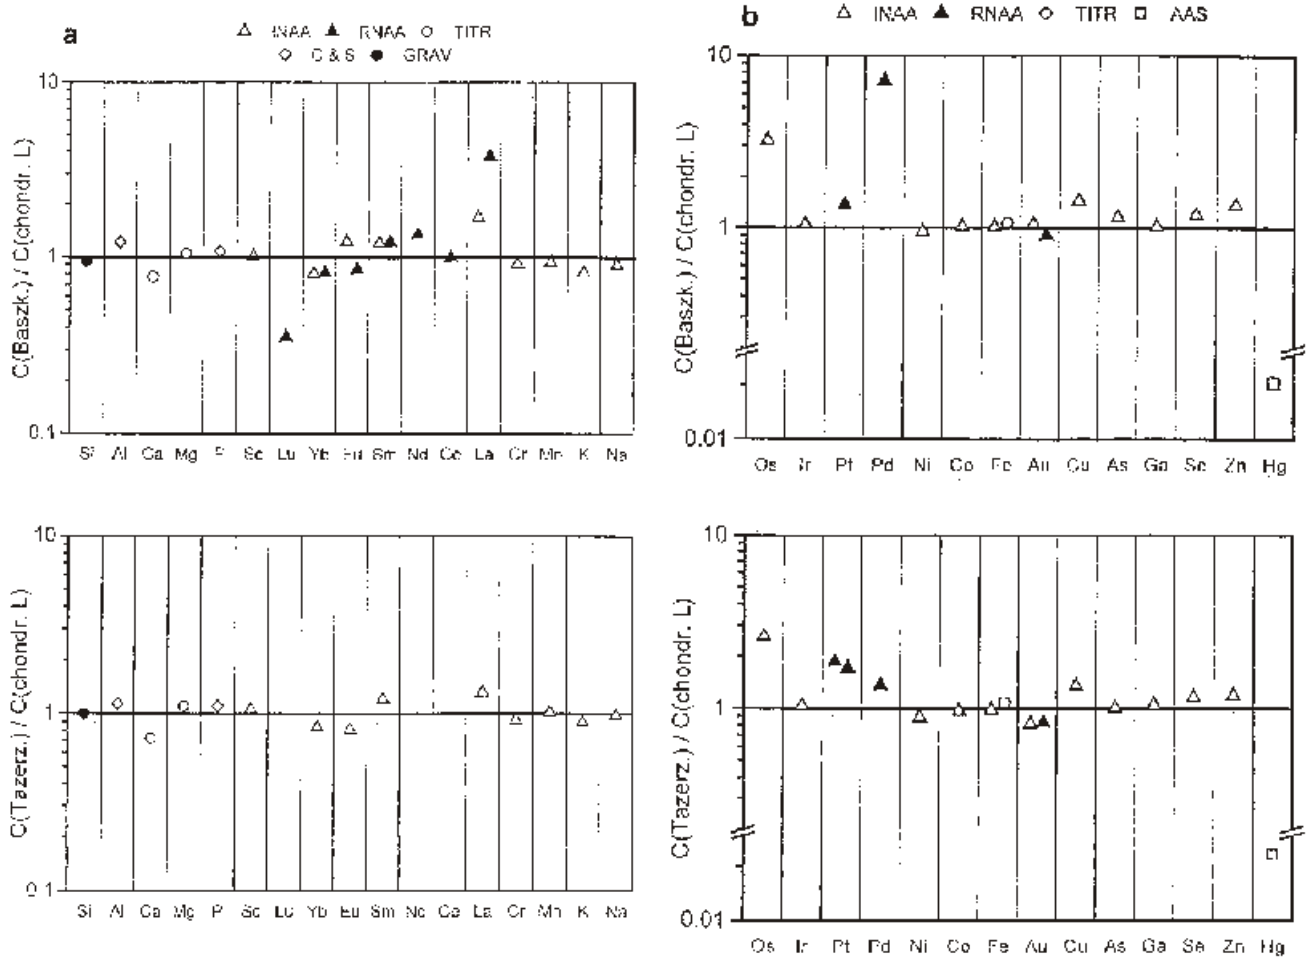 a
△ INAA ▲ RNAA ○ TITR
◇ C & S ● GRAV
10
1
0.1
C(Baszk.) / C(chondr. L)
Si Al Ca Mg P Sc Lu Yb Eu Sm Nd Ce La Cr Mn K Na
b
△ INAA ▲ RNAA ◇ TITR □ AAS
10
1
0.01
C(Baszk.) / C(chondr. L)
Os Ir Pt Pd Ni Co Fe Au Cu As Ga Se Zn Hg
10
1
0.1
C(Tazerz.) / C(chondr. L)
Si Al Ca Mg P Sc Lu Yb Eu Sm Nd Ce La Cr Mn K Na
10
1
0.01
C(Tazerz.) / C(chondr. L)
Os Ir Pt Pd Ni Co Fe Au Cu As Ga Se Zn Hg